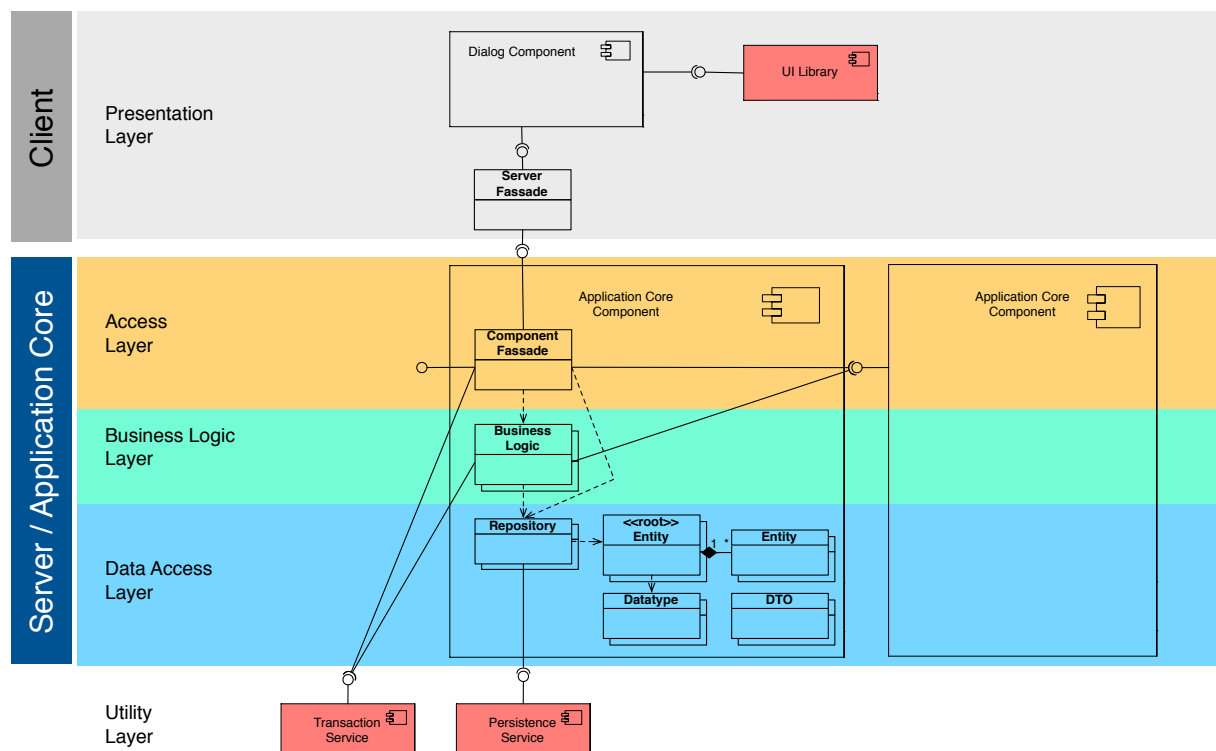 Client
Presentation
Layer
Dialog Component
UI Library
Server
Fassade
Server / Application Core
Access
Layer
Application Core
Component
Application Core
Component
Component
Fassade
Business Logic
Layer
Business
Logic
Data Access
Layer
Repository
<<root>>
Entity
1 *
Entity
Datatype
DTO
Utility
Layer
Transaction
Service
Persistence
Service